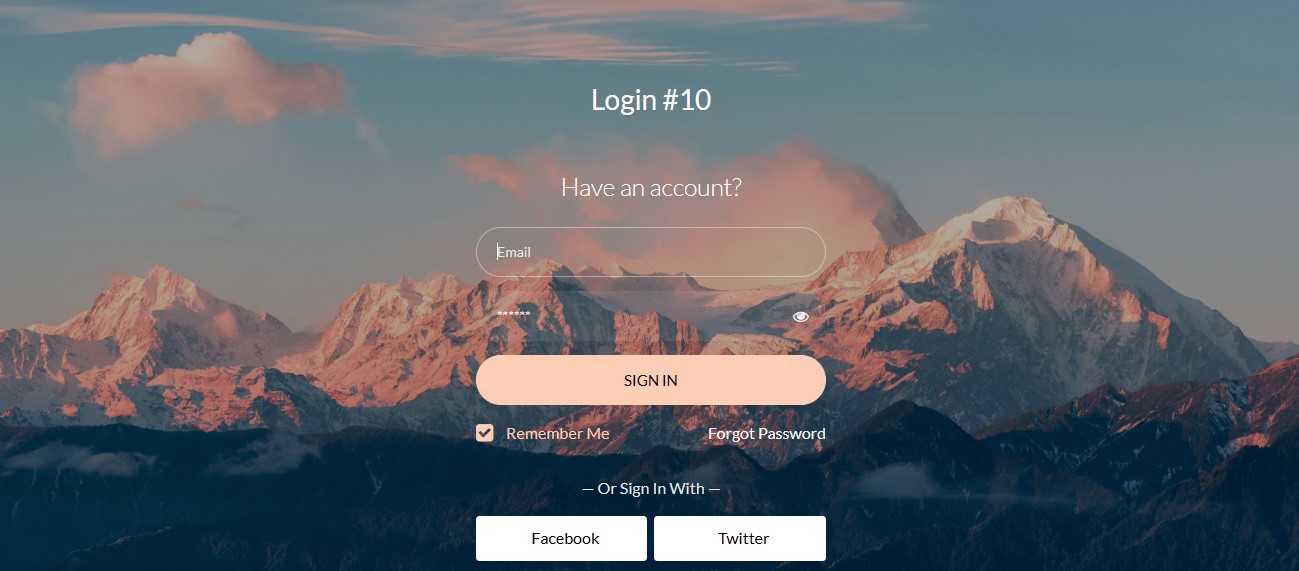 Login #10
Have an account?
Email
******
SIGN IN
Remember Me
Forgot Password
— Or Sign In With —
Facebook
Twitter